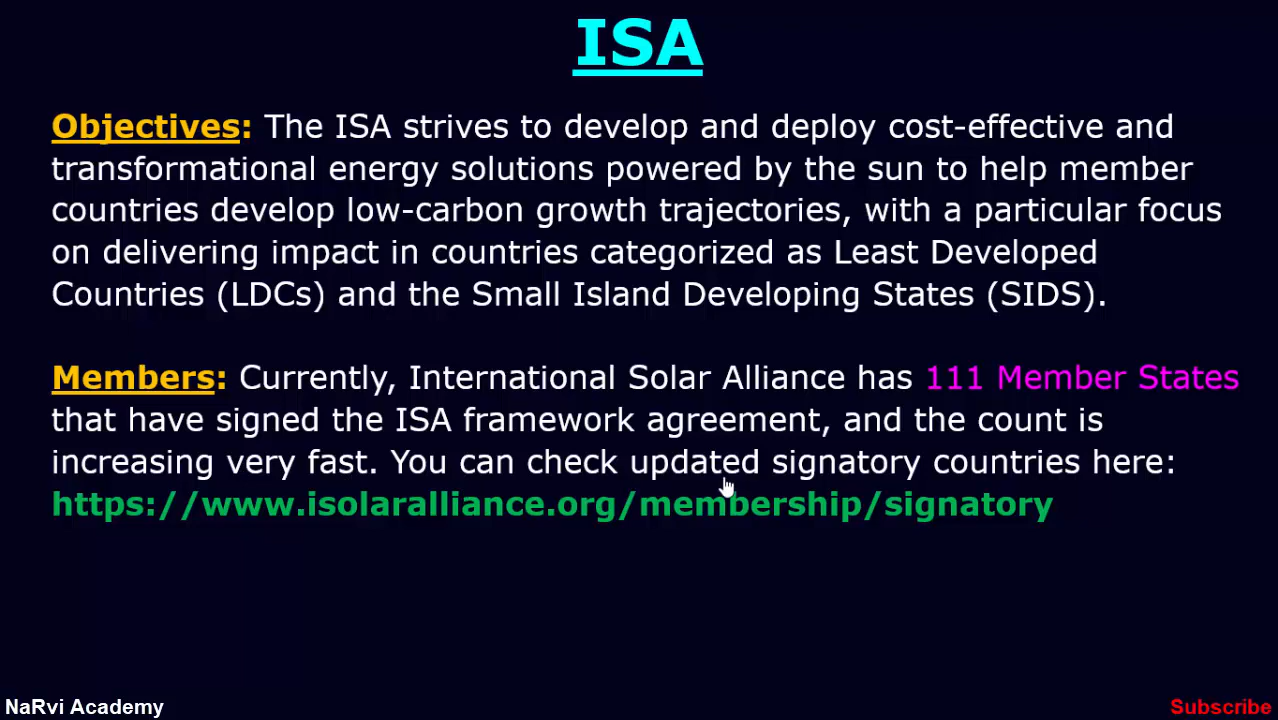 ISA
Objectives: The ISA strives to develop and deploy cost-effective and
transformational energy solutions powered by the sun to help member
countries develop low-carbon growth trajectories, with a particular focus
on delivering impact in countries categorized as Least Developed
Countries (LDCs) and the Small Island Developing States (SIDS).
Members: Currently, International Solar Alliance has 111 Member States
that have signed the ISA framework agreement, and the count is
increasing very fast. You can check updated signatory countries here:
https://www.isolaralliance.org/membership/signatory
NaRvi Academy
Subscribe